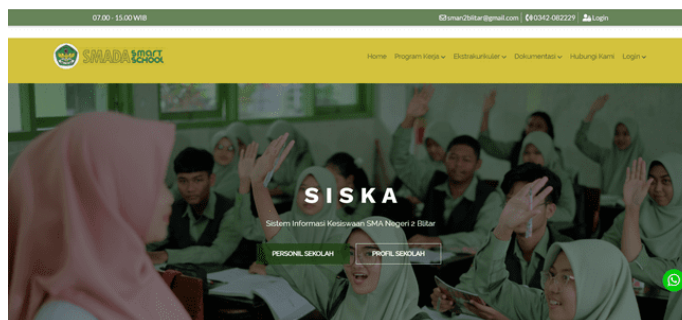 07.00 - 15.00 WIB
sman2blitar@gmail.com
0342-082229
Login
SMADA SMART SCHOOL
Home Program Kerja Ekstrakurikuler Dokumentasi Hubungi Kami Login
SISKA
Sistem Informasi Kesiswaan SMA Negeri 2 Blitar
PERSONIL SEKOLAH PROFIL SEKOLAH